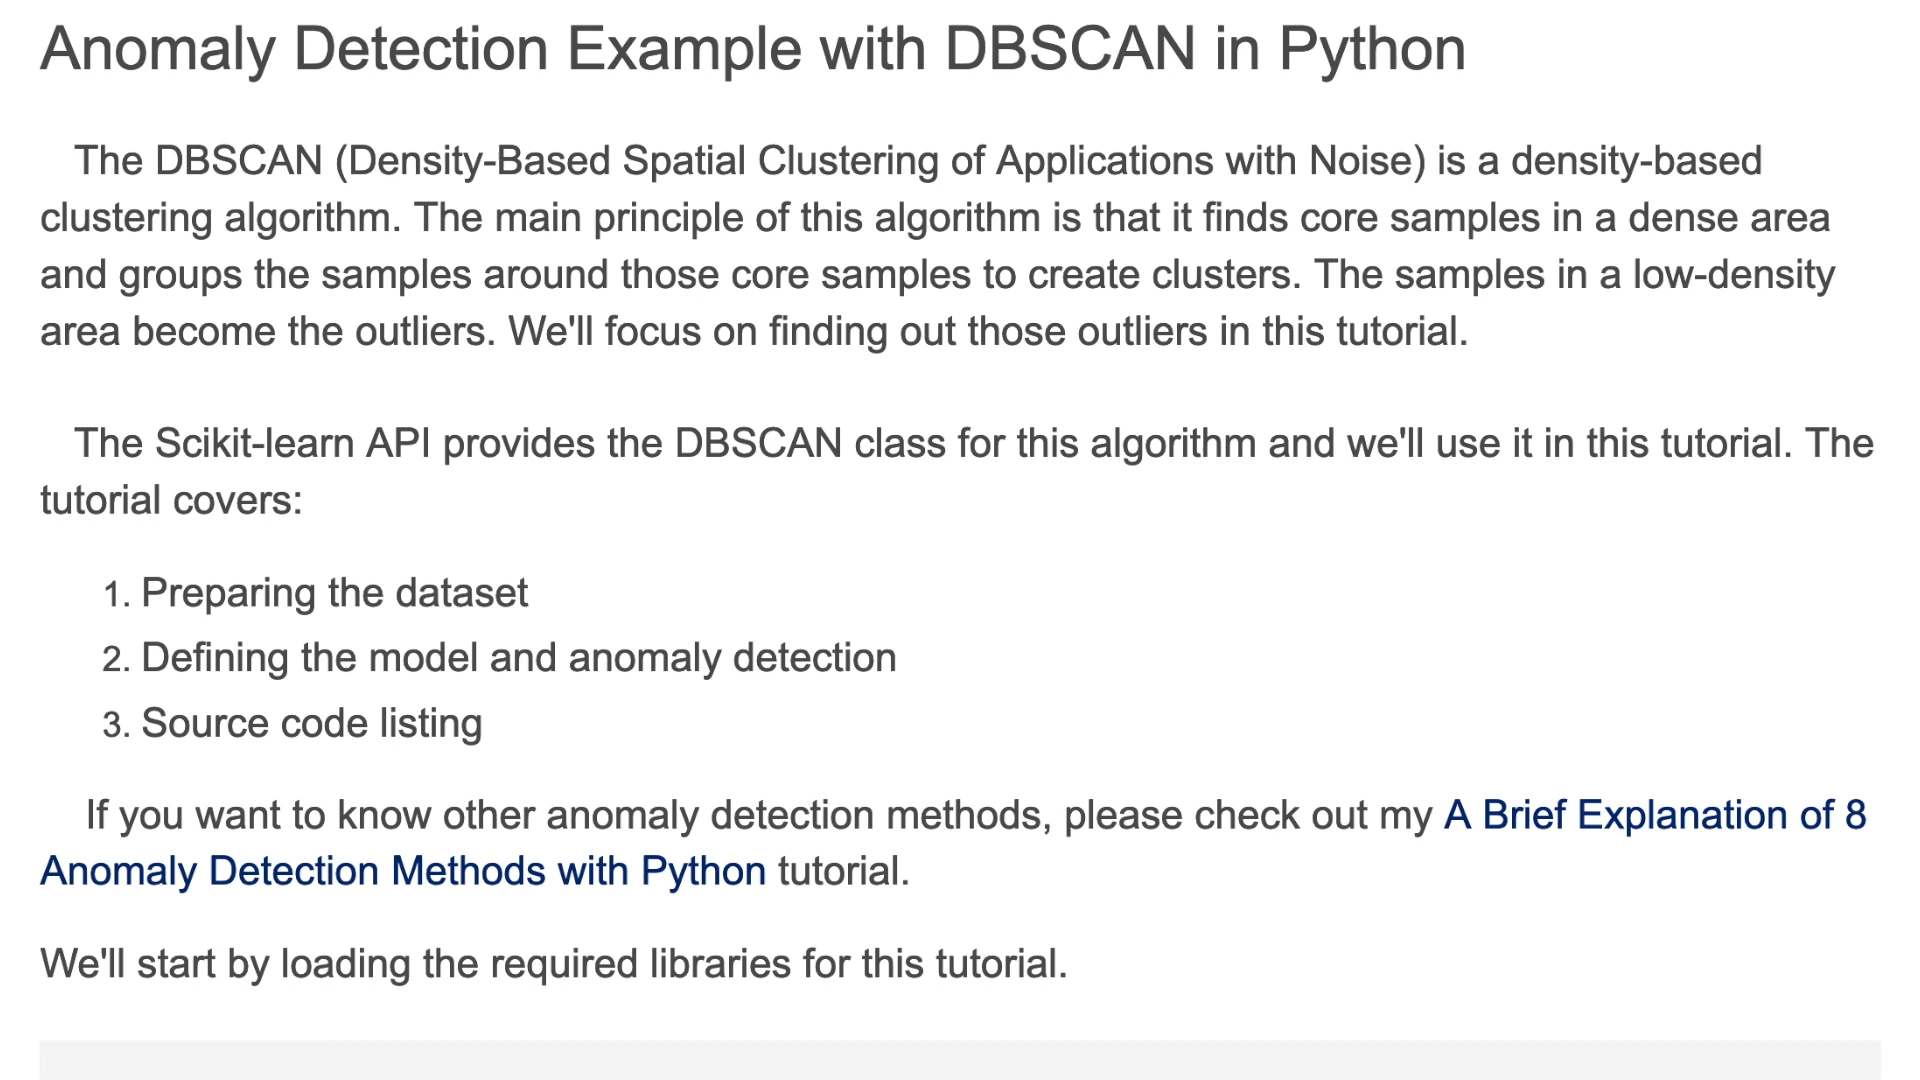 Anomaly Detection Example with DBSCAN in Python
The DBSCAN (Density-Based Spatial Clustering of Applications with Noise) is a density-based
clustering algorithm. The main principle of this algorithm is that it finds core samples in a dense area
and groups the samples around those core samples to create clusters. The samples in a low-density
area become the outliers. We'll focus on finding out those outliers in this tutorial.
The Scikit-learn API provides the DBSCAN class for this algorithm and we'll use it in this tutorial. The
tutorial covers:
1. Preparing the dataset
2. Defining the model and anomaly detection
3. Source code listing
If you want to know other anomaly detection methods, please check out my A Brief Explanation of 8
Anomaly Detection Methods with Python tutorial.
We'll start by loading the required libraries for this tutorial.